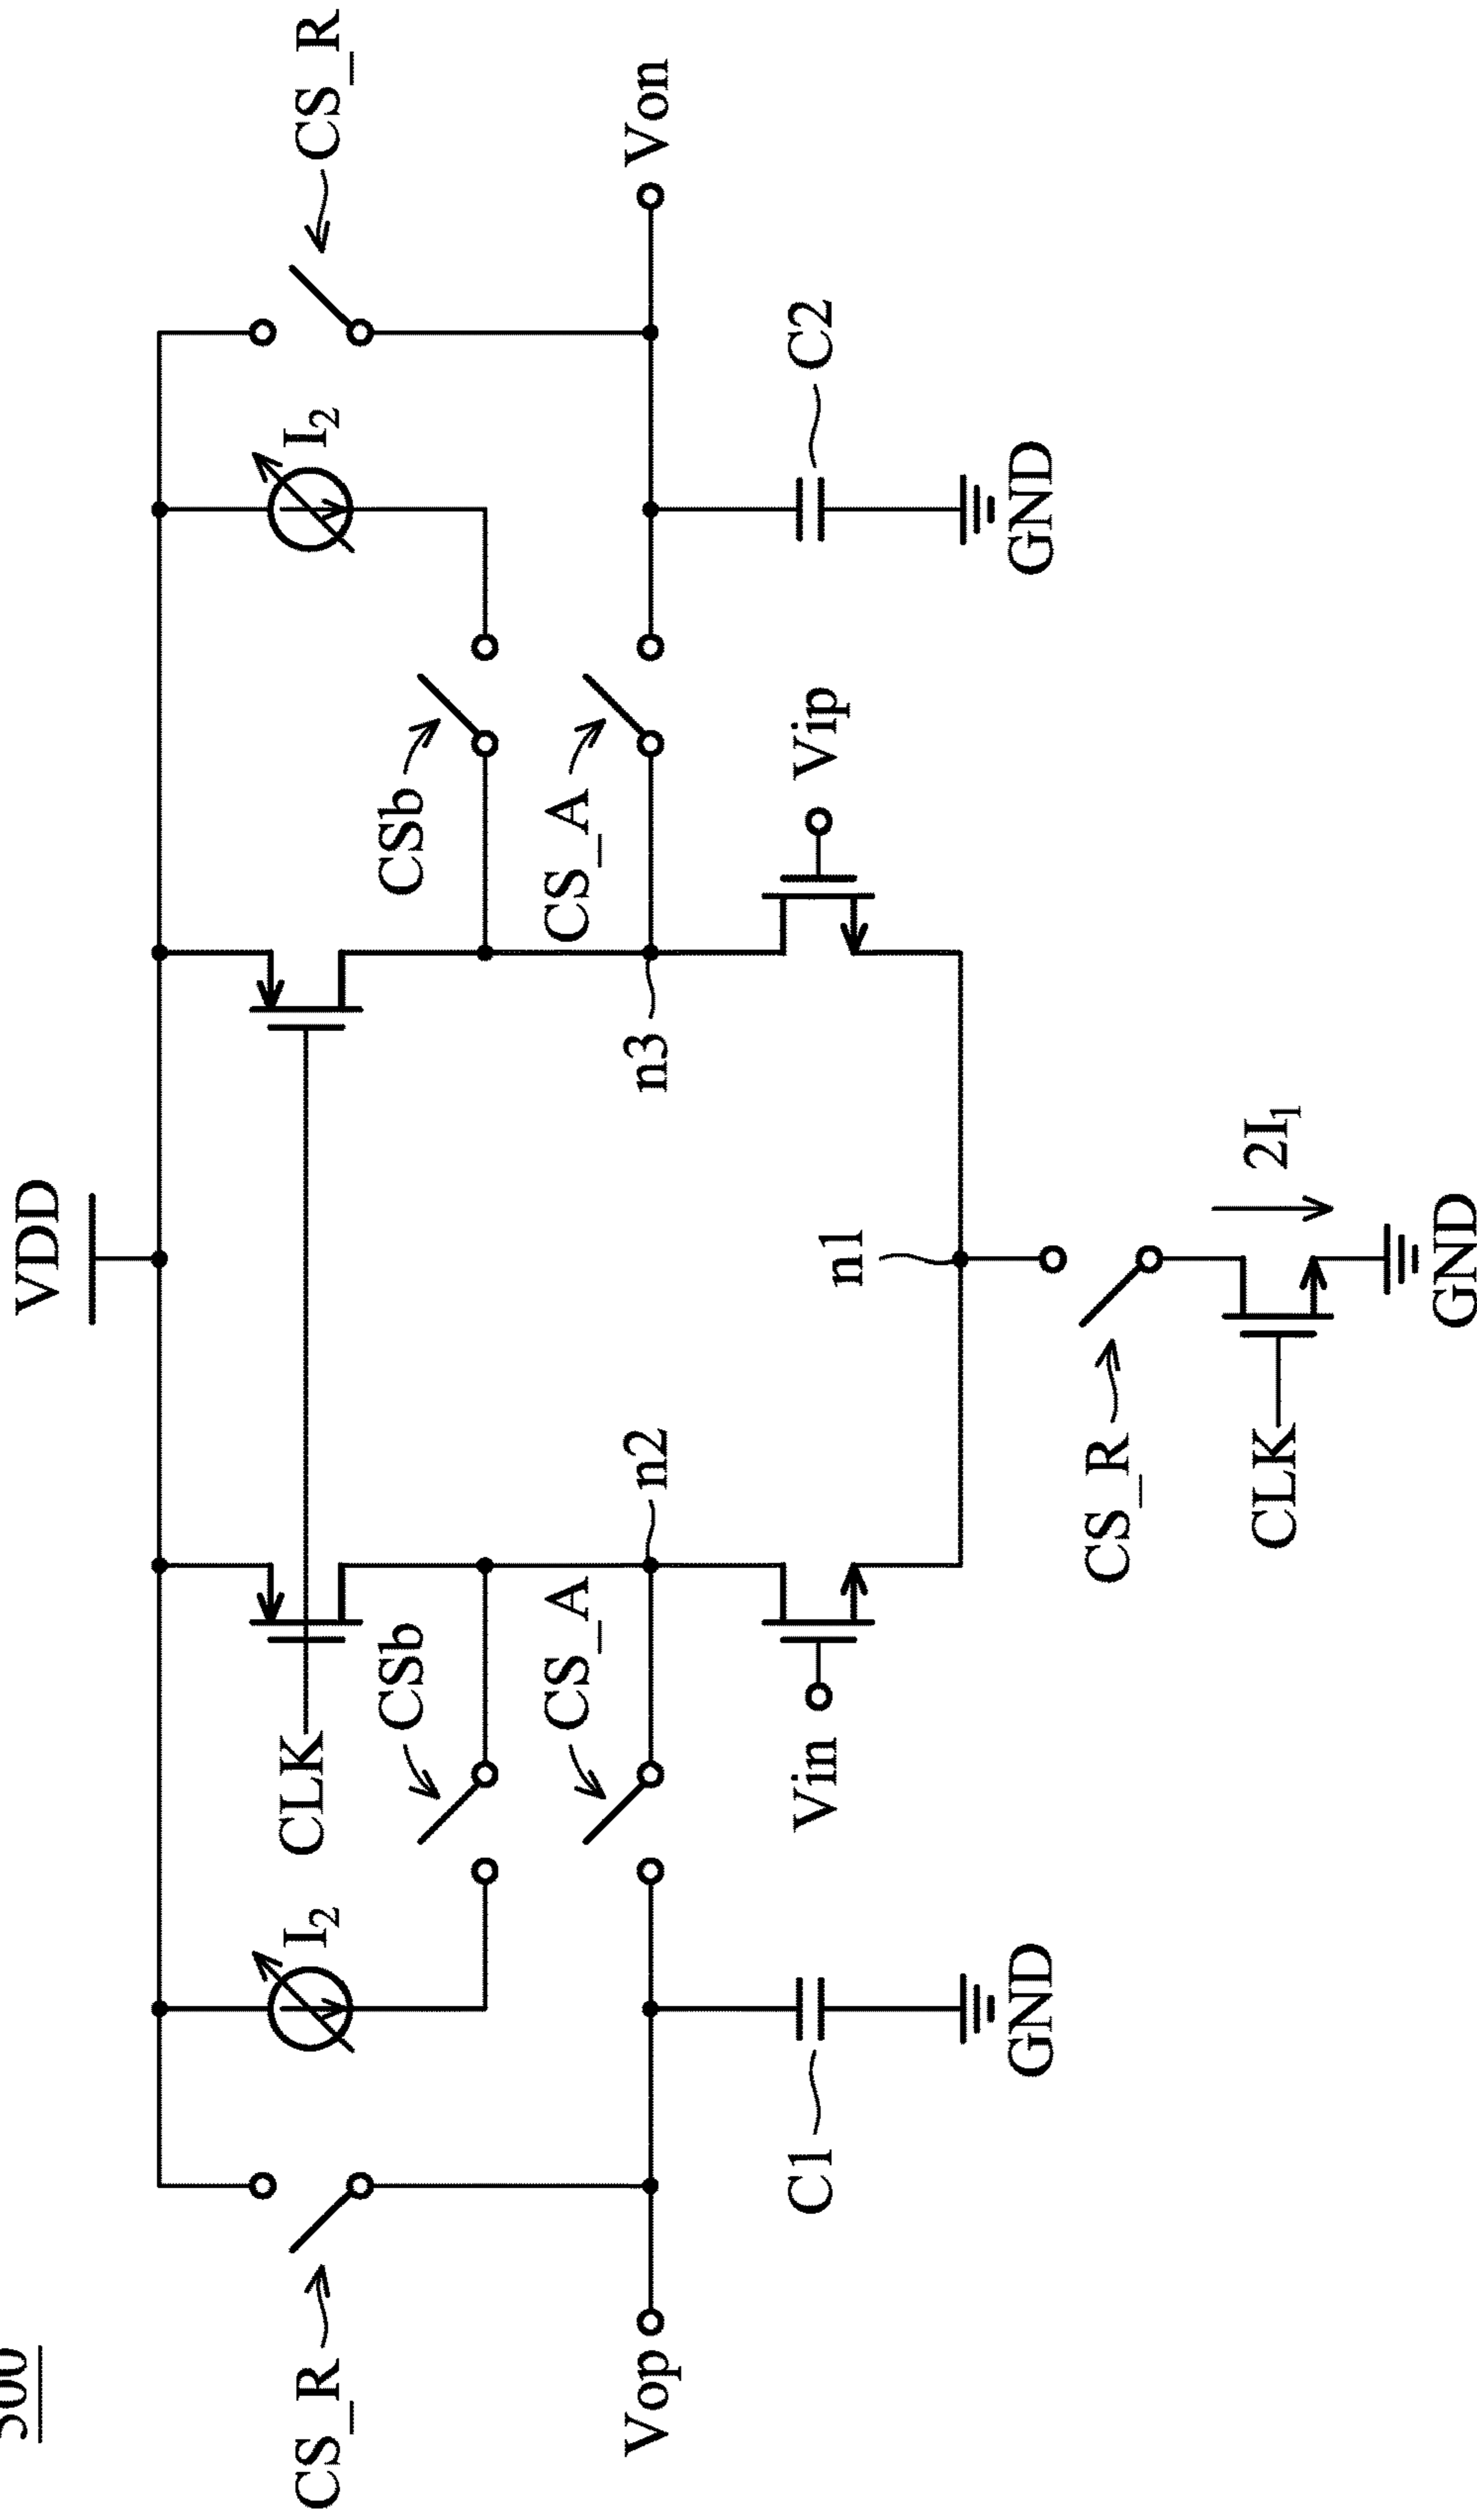 VDD
CS_R
I2
CLK
I2
CS_R
CSb
CSb
CS_A
CS_A
Vop
n2
n3
Von
C1
Vin
n1
Vip
C2
GND
GND
CS_R
CLK
2I1
GND